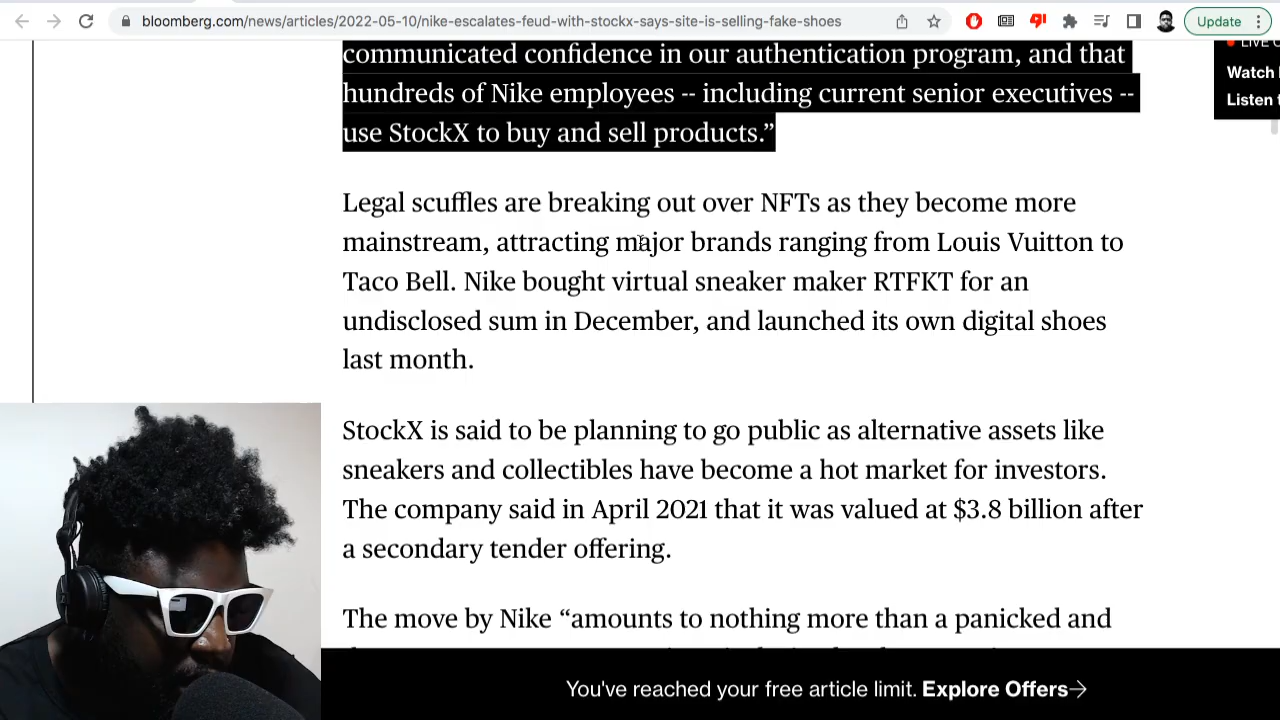 bloomberg.com/news/articles/2022-05-10/nike-escalates-feud-with-stockx-says-site-is-selling-fake-shoes
Update
communicated confidence in our authentication program, and that
hundreds of Nike employees -- including current senior executives --
use StockX to buy and sell products.”
LIVE
Watch
Listen
Legal scuffles are breaking out over NFTs as they become more
mainstream, attracting major brands ranging from Louis Vuitton to
Taco Bell. Nike bought virtual sneaker maker RTFKT for an
undisclosed sum in December, and launched its own digital shoes
last month.
StockX is said to be planning to go public as alternative assets like
sneakers and collectibles have become a hot market for investors.
The company said in April 2021 that it was valued at $3.8 billion after
a secondary tender offering.
The move by Nike “amounts to nothing more than a panicked and
You've reached your free article limit. Explore Offers→